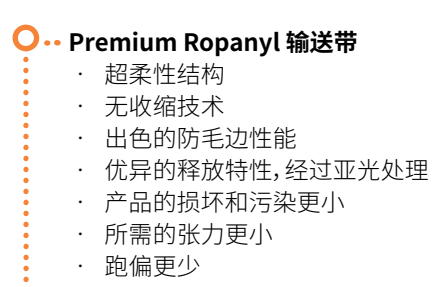 Premium Ropanyl 输送带
· 超柔性结构
· 无收缩技术
· 出色的防毛边性能
· 优异的释放特性，经过亚光处理
· 产品的损坏和污染更小
· 所需的张力更小
· 跑偏更少